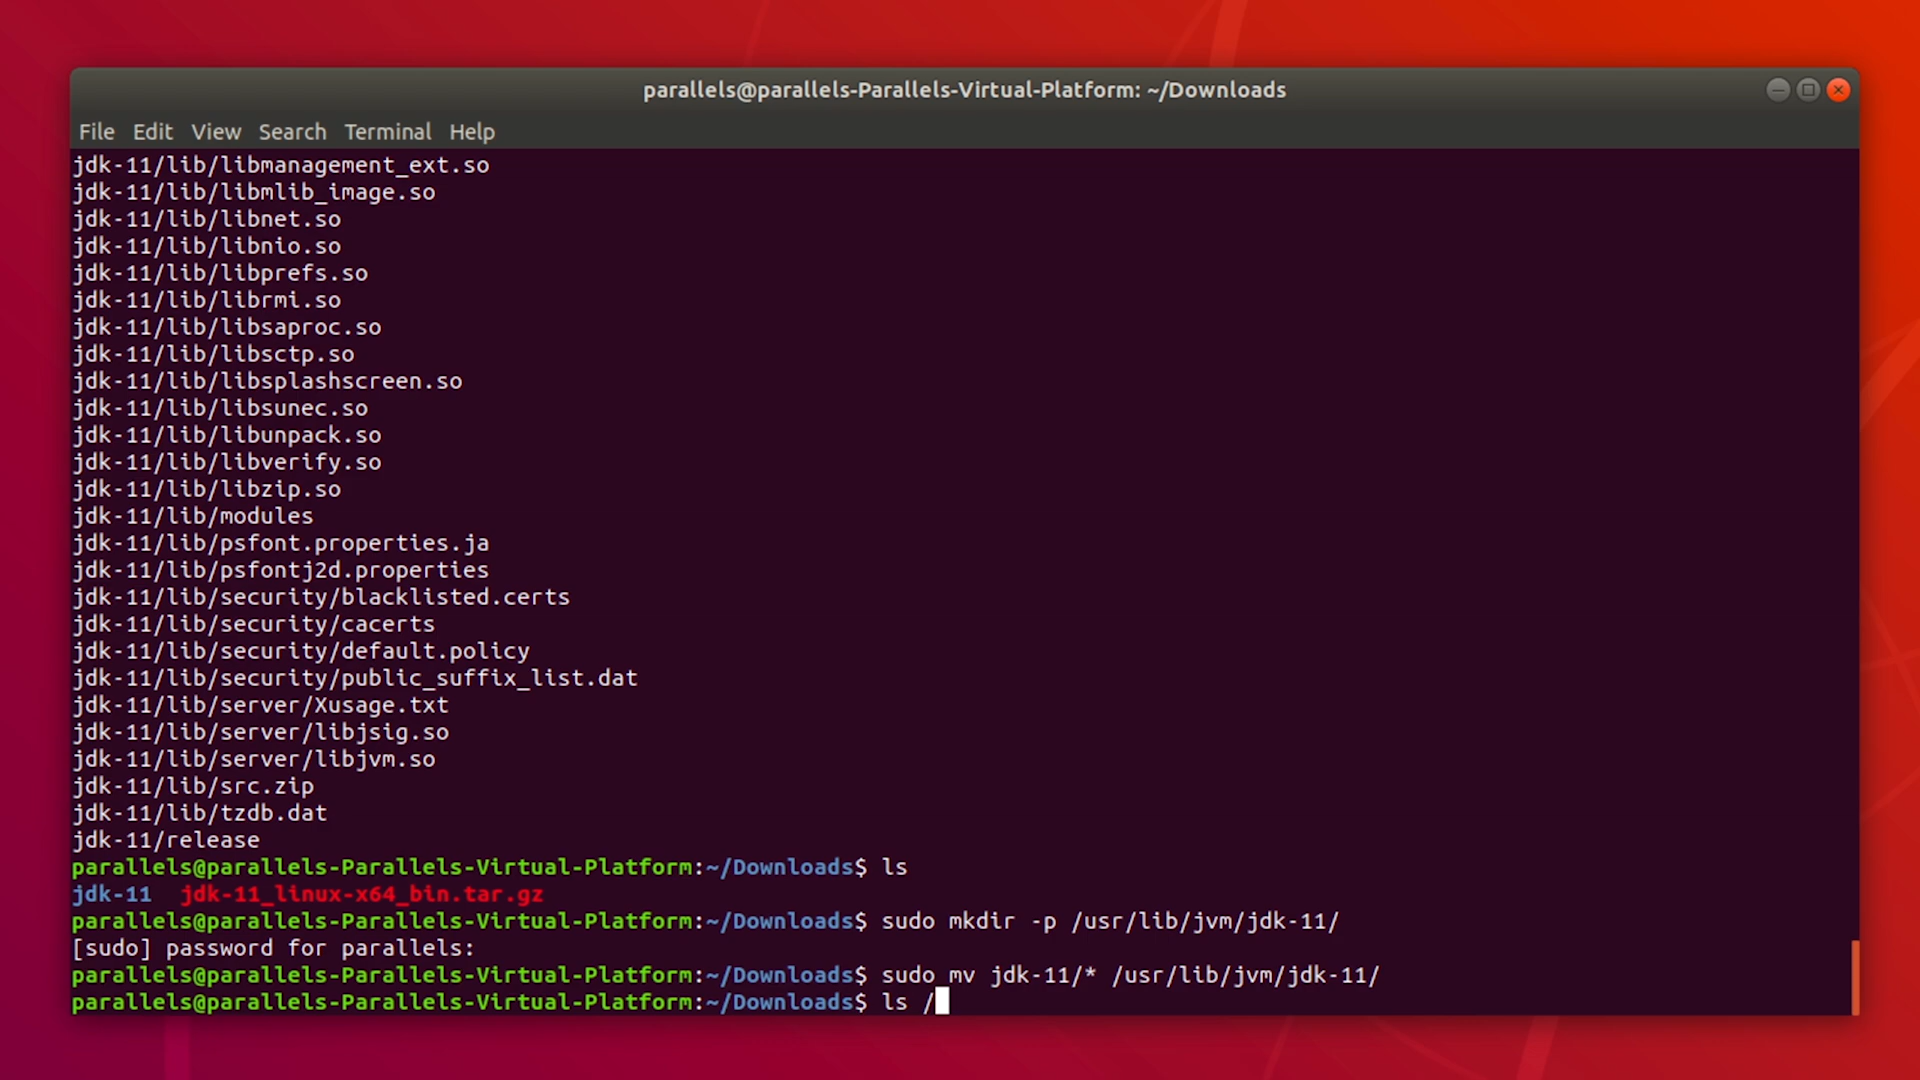 parallels@parallels-Parallels-Virtual-Platform: ~/Downloads
File Edit View Search Terminal Help
jdk-11/lib/libmanagement_ext.so
jdk-11/lib/libmlib_image.so
jdk-11/lib/libnet.so
jdk-11/lib/libnio.so
jdk-11/lib/libprefs.so
jdk-11/lib/librmi.so
jdk-11/lib/libsaproc.so
jdk-11/lib/libsctp.so
jdk-11/lib/libsplashscreen.so
jdk-11/lib/libsunec.so
jdk-11/lib/libunpack.so
jdk-11/lib/libverify.so
jdk-11/lib/libzip.so
jdk-11/lib/modules
jdk-11/lib/psfont.properties.ja
jdk-11/lib/psfontj2d.properties
jdk-11/lib/security/blacklisted.certs
jdk-11/lib/security/cacerts
jdk-11/lib/security/default.policy
jdk-11/lib/security/public_suffix_list.dat
jdk-11/lib/server/Xusage.txt
jdk-11/lib/server/libjsig.so
jdk-11/lib/server/libjvm.so
jdk-11/lib/src.zip
jdk-11/lib/tzdb.dat
jdk-11/release
parallels@parallels-Parallels-Virtual-Platform:~/Downloads$ ls
jdk-11  jdk-11_linux-x64_bin.tar.gz
parallels@parallels-Parallels-Virtual-Platform:~/Downloads$ sudo mkdir -p /usr/lib/jvm/jdk-11/
[sudo] password for parallels:
parallels@parallels-Parallels-Virtual-Platform:~/Downloads$ sudo mv jdk-11/* /usr/lib/jvm/jdk-11/
parallels@parallels-Parallels-Virtual-Platform:~/Downloads$ ls /